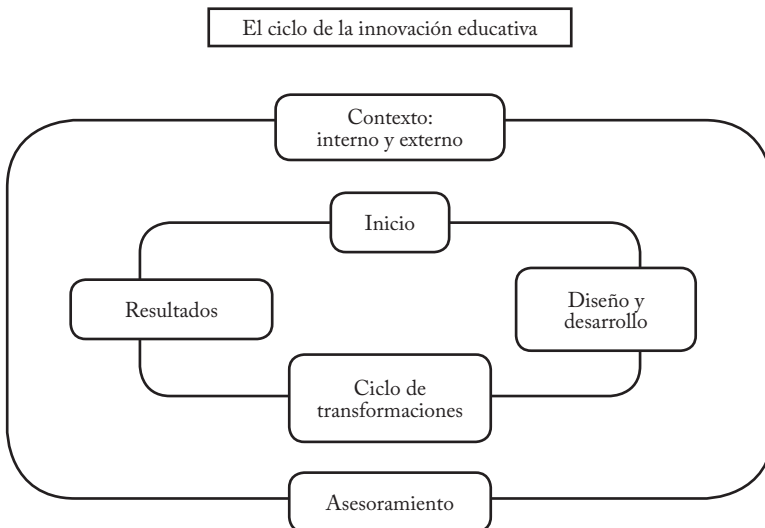 El ciclo de la innovación educativa
Contexto:
interno y externo
Inicio
Resultados
Diseño y
desarrollo
Ciclo de
transformaciones
Asesoramiento